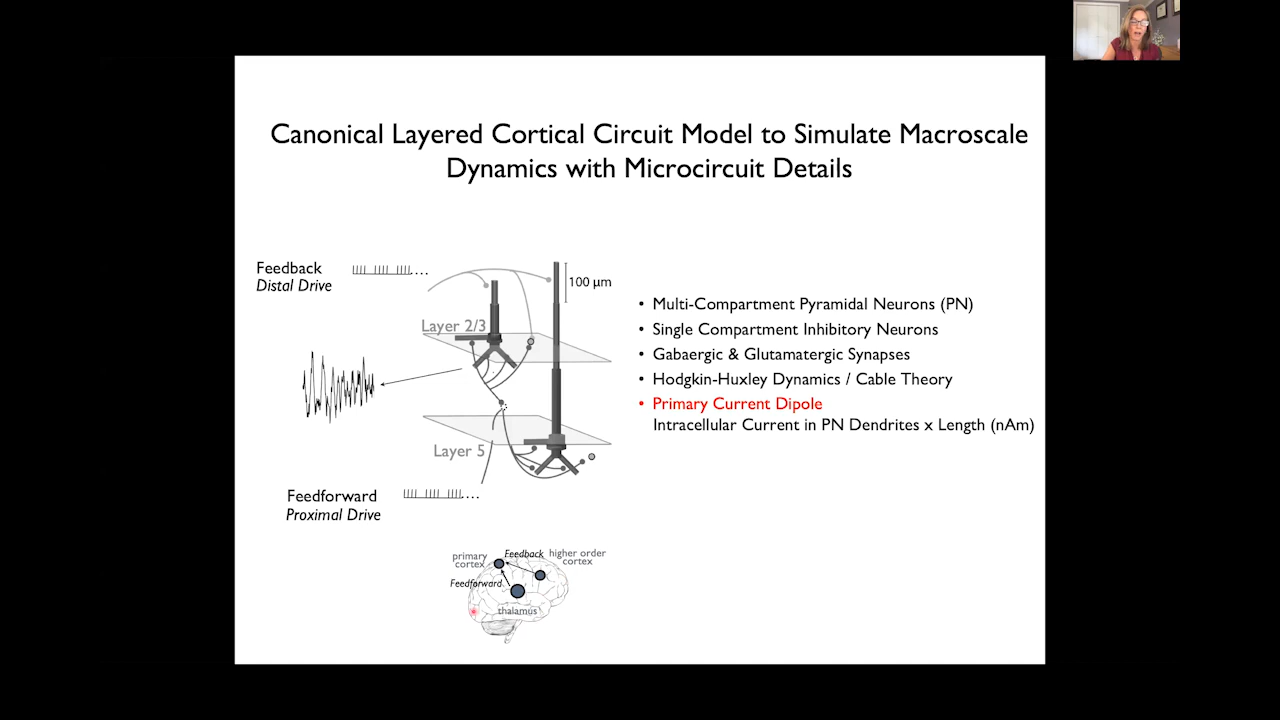 Canonical Layered Cortical Circuit Model to Simulate Macroscale
Dynamics with Microcircuit Details
Feedback
Distal Drive
100 µm
Layer 2/3
Layer 5
Feedforward
Proximal Drive
• Multi-Compartment Pyramidal Neurons (PN)
• Single Compartment Inhibitory Neurons
• Gabaergic & Glutamatergic Synapses
• Hodgkin-Huxley Dynamics / Cable Theory
• Primary Current Dipole
Intracellular Current in PN Dendrites x Length (nAm)
primary
cortex
Feedback
higher order
cortex
Feedforward
thalamus